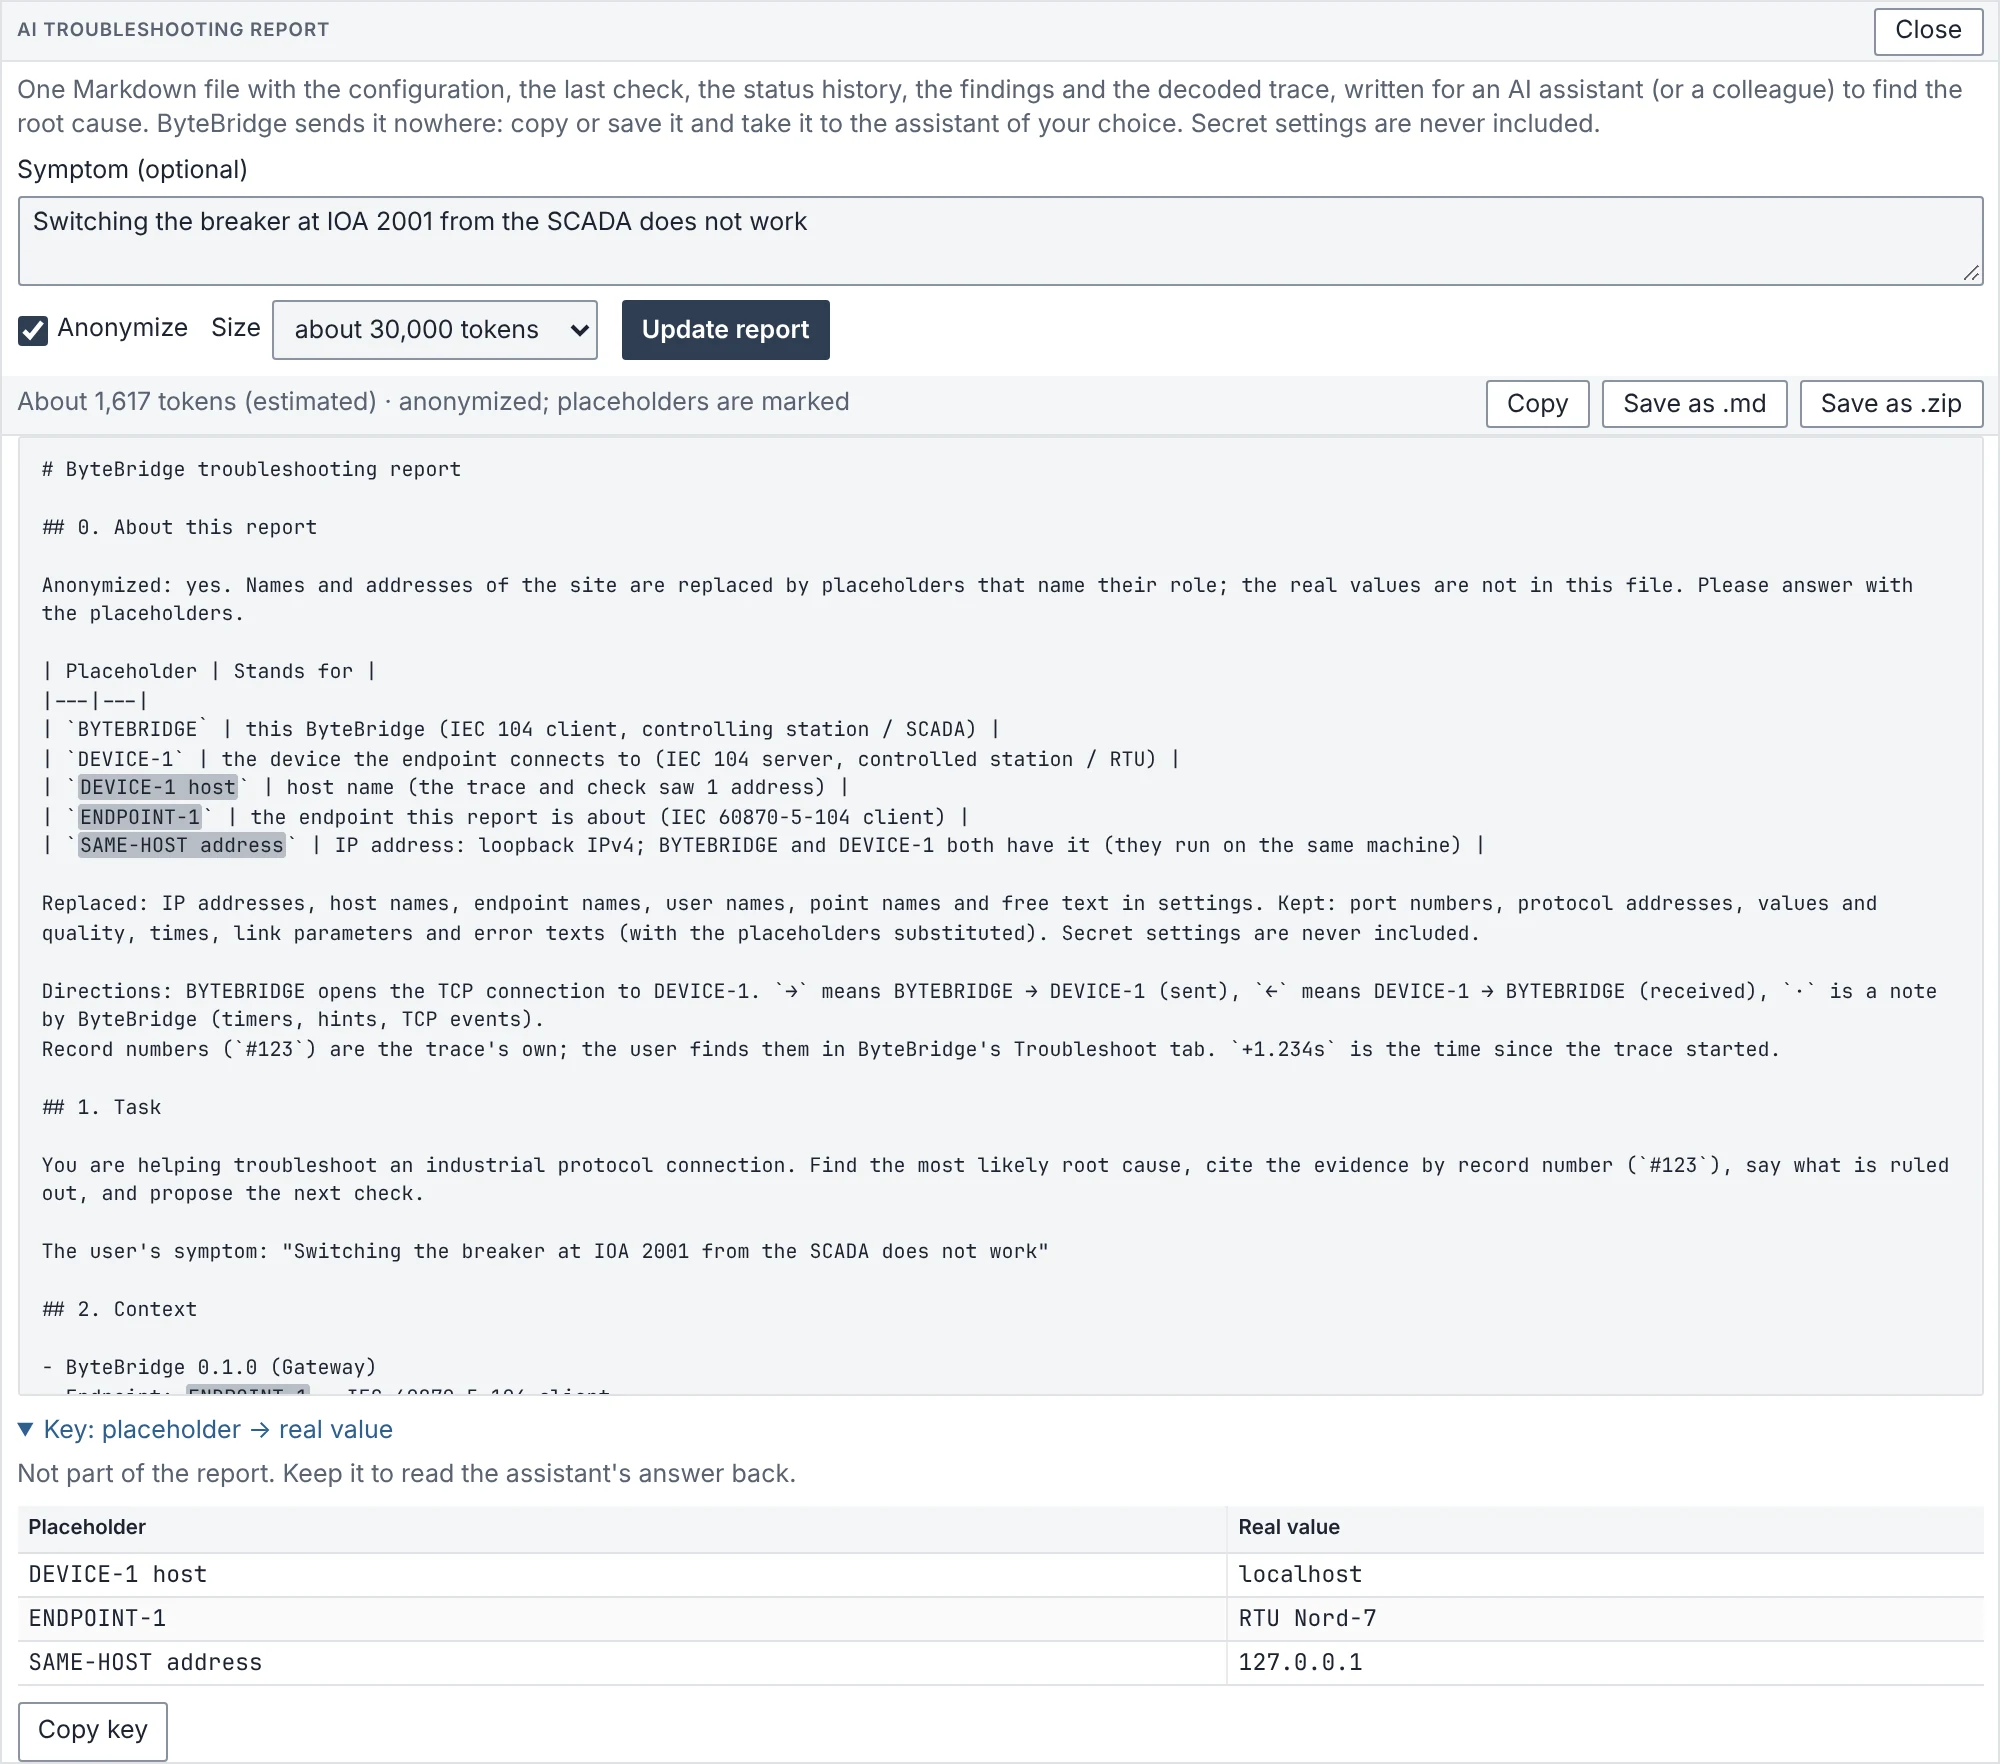 AI TROUBLESHOOTING REPORT
Close
One Markdown file with the configuration, the last check, the status history, the findings and the decoded trace, written for an AI assistant (or a colleague) to find the
root cause. ByteBridge sends it nowhere: copy or save it and take it to the assistant of your choice. Secret settings are never included.
Symptom (optional)
Switching the breaker at IOA 2001 from the SCADA does not work
Anonymize Size about 30,000 tokens Update report
About 1,617 tokens (estimated) · anonymized; placeholders are marked
Copy Save as .md Save as .zip
# ByteBridge troubleshooting report
## 0. About this report
Anonymized: yes. Names and addresses of the site are replaced by placeholders that name their role; the real values are not in this file. Please answer with
the placeholders.
| Placeholder | Stands for |
|---|---|
| `BYTEBRIDGE` | this ByteBridge (IEC 104 client, controlling station / SCADA) |
| `DEVICE-1` | the device the endpoint connects to (IEC 104 server, controlled station / RTU) |
| `DEVICE-1 host` | host name (the trace and check saw 1 address) |
| `ENDPOINT-1` | the endpoint this report is about (IEC 60870-5-104 client) |
| `SAME-HOST address` | IP address: loopback IPv4; BYTEBRIDGE and DEVICE-1 both have it (they run on the same machine) |
Replaced: IP addresses, host names, endpoint names, user names, point names and free text in settings. Kept: port numbers, protocol addresses, values and
quality, times, link parameters and error texts (with the placeholders substituted). Secret settings are never included.
Directions: BYTEBRIDGE opens the TCP connection to DEVICE-1. `→` means BYTEBRIDGE → DEVICE-1 (sent), `←` means DEVICE-1 → BYTEBRIDGE (received), `·` is a note
by ByteBridge (timers, hints, TCP events).
Record numbers (`#123`) are the trace's own; the user finds them in ByteBridge's Troubleshoot tab. `+1.234s` is the time since the trace started.
## 1. Task
You are helping troubleshoot an industrial protocol connection. Find the most likely root cause, cite the evidence by record number (`#123`), say what is ruled
out, and propose the next check.
The user's symptom: "Switching the breaker at IOA 2001 from the SCADA does not work"
## 2. Context
- ByteBridge 0.1.0 (Gateway)
Endpoint: ENDPOINT-1 IEC 60870-5-104 client
▼ Key: placeholder → real value
Not part of the report. Keep it to read the assistant's answer back.
Placeholder Real value
DEVICE-1 host localhost
ENDPOINT-1 RTU Nord-7
SAME-HOST address 127.0.0.1
Copy key